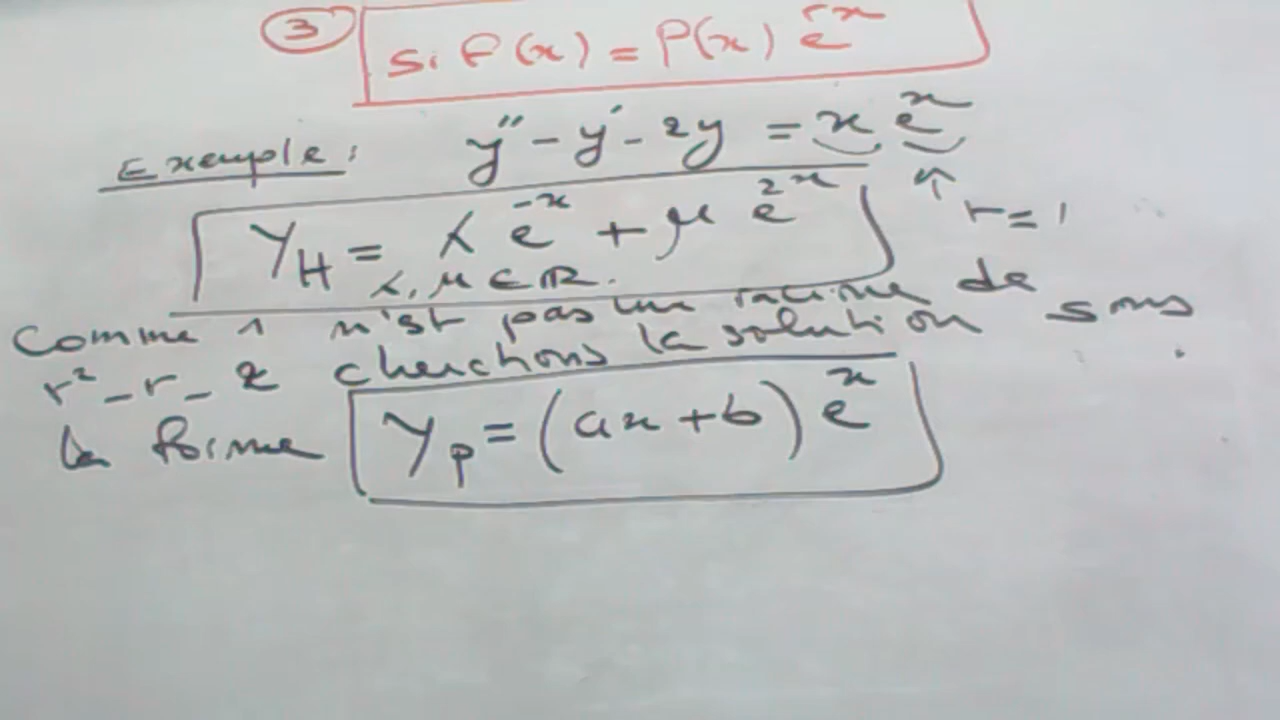 ③ Si f(x) = P(x) e^{rx}
Exemple : y'' - y' - 2y = x e^x
r = 1
Y_H = λ e^{-x} + μ e^{2x}
λ, μ ∈ ℝ.
Comme 1 n'est pas une racine de
r² - r - 2 cherchons la solution sous
la forme Y_P = (ax + b) e^x